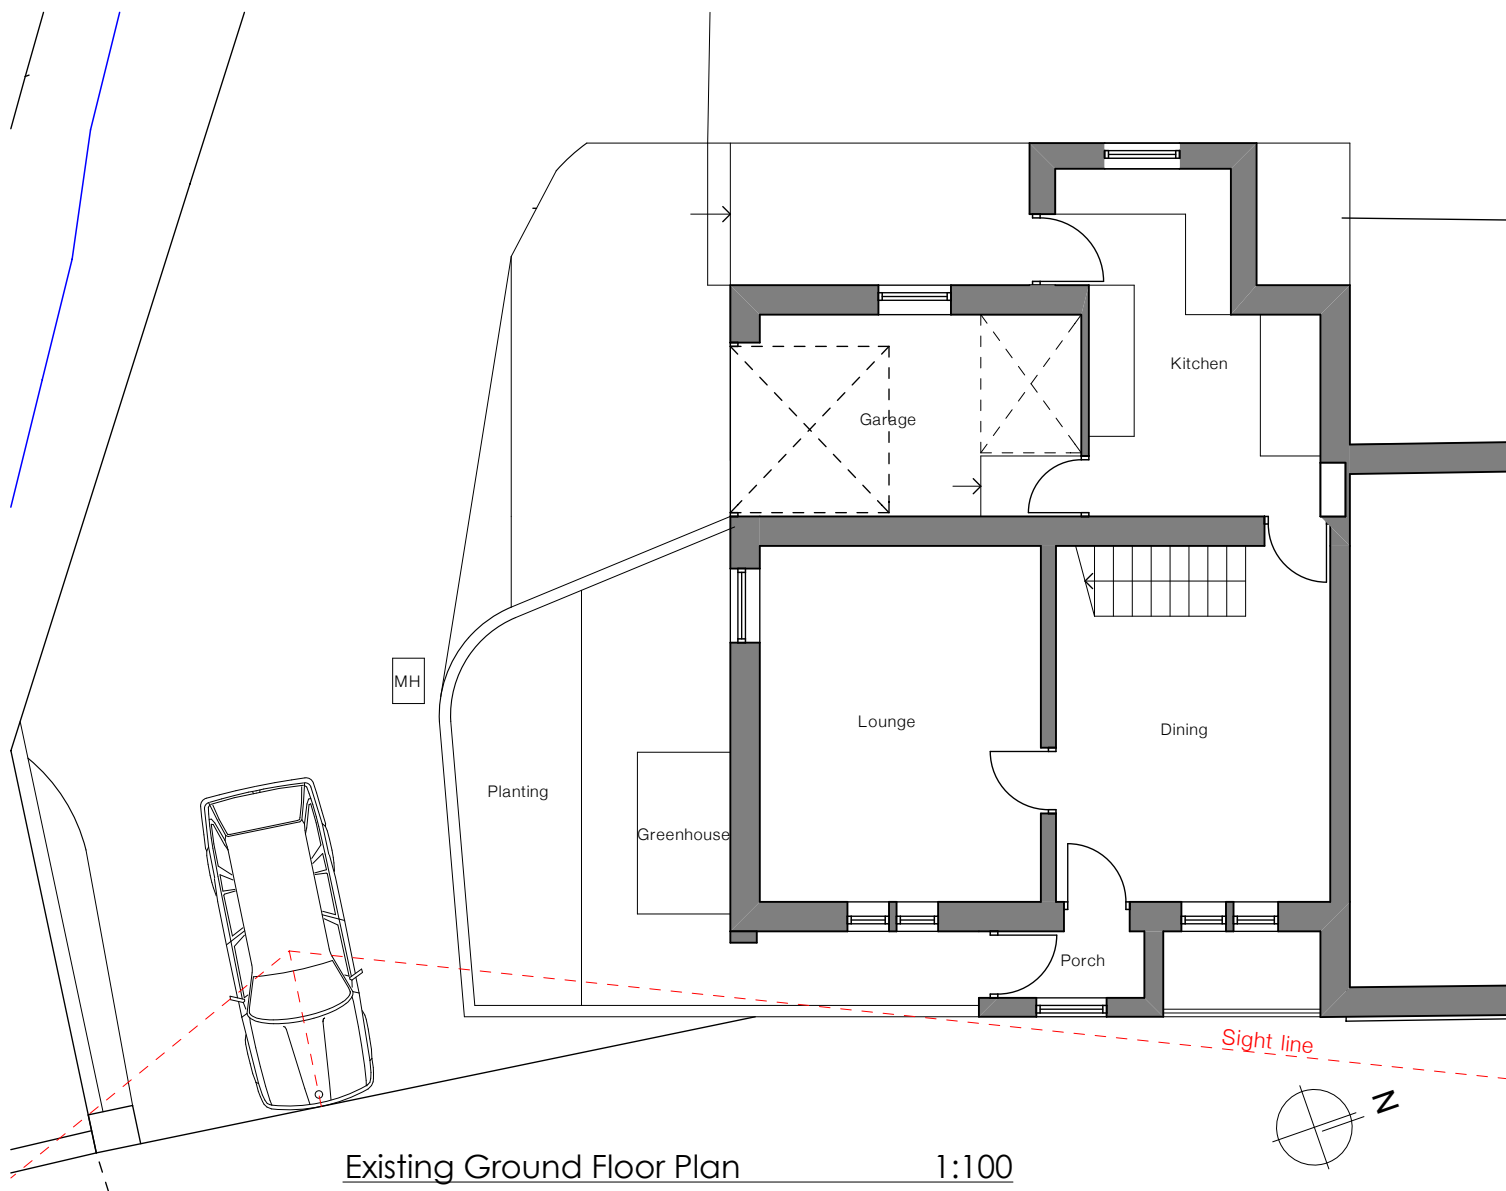 Kitchen
Garage
MH
Lounge
Dining
Planting
Greenhouse
Porch
Sight line
N
Existing Ground Floor Plan 1:100